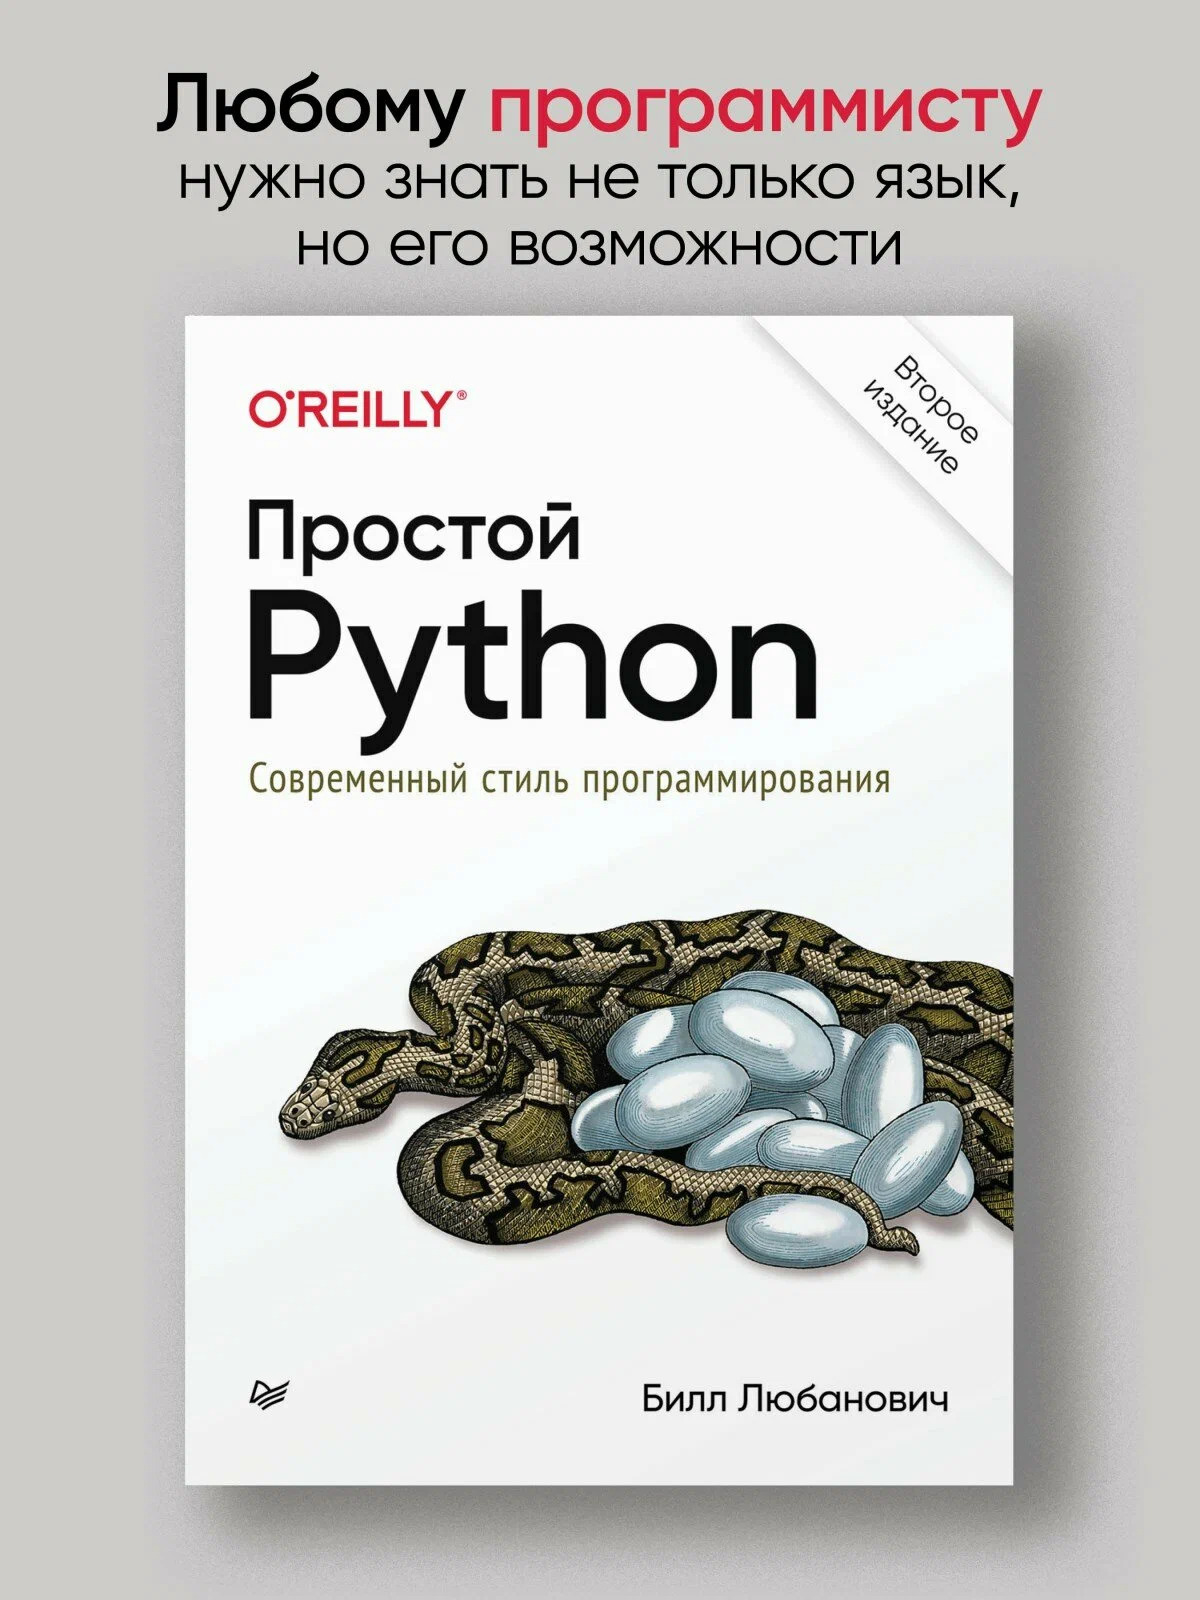 Любому программисту
нужно знать не только язык,
но его возможности
O'REILLY®
Второе
издание
Простой
Python
Современный стиль программирования
Билл Любанович